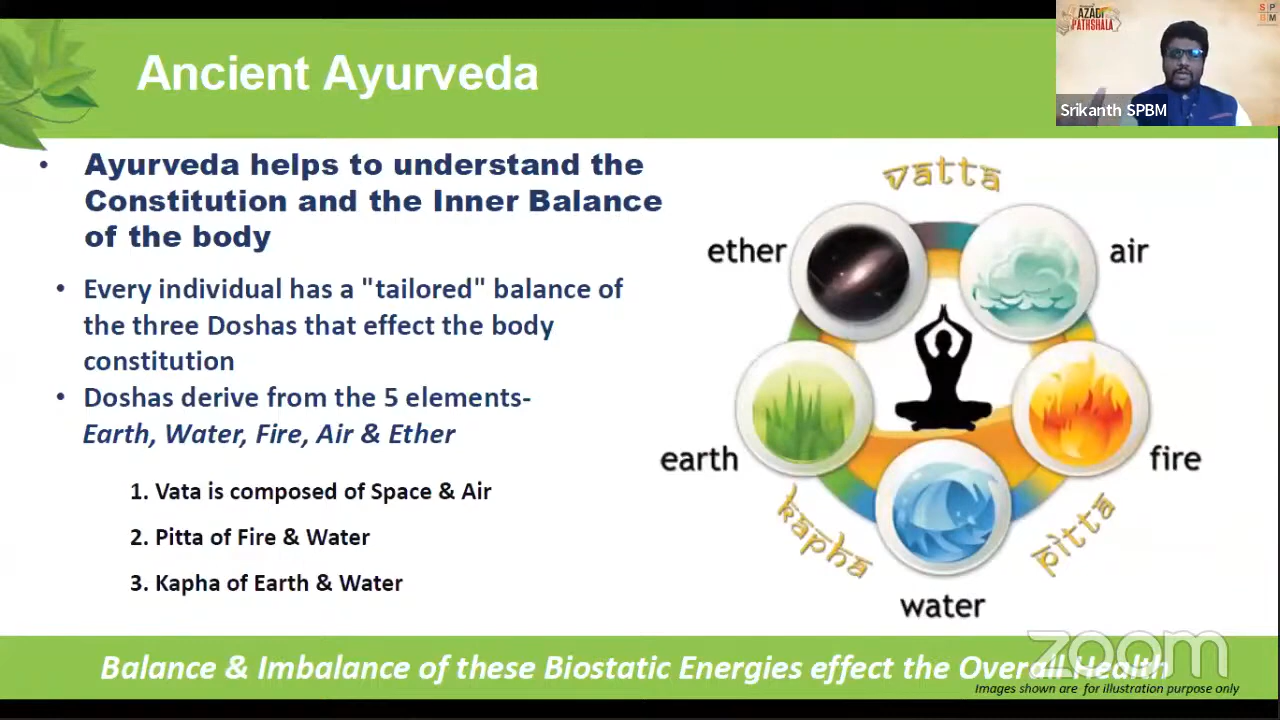 Ancient Ayurveda
AZADI
PATHSHALA
S P
B M
Srikanth SPBM
• Ayurveda helps to understand the
Constitution and the Inner Balance
of the body
• Every individual has a "tailored" balance of
the three Doshas that effect the body
constitution
• Doshas derive from the 5 elements-
Earth, Water, Fire, Air & Ether
1. Vata is composed of Space & Air
2. Pitta of Fire & Water
3. Kapha of Earth & Water
vatta
ether
air
earth
fire
kapha
pitta
water
Balance & Imbalance of these Biostatic Energies effect the Overall Health
zoom
Images shown are for illustration purpose only